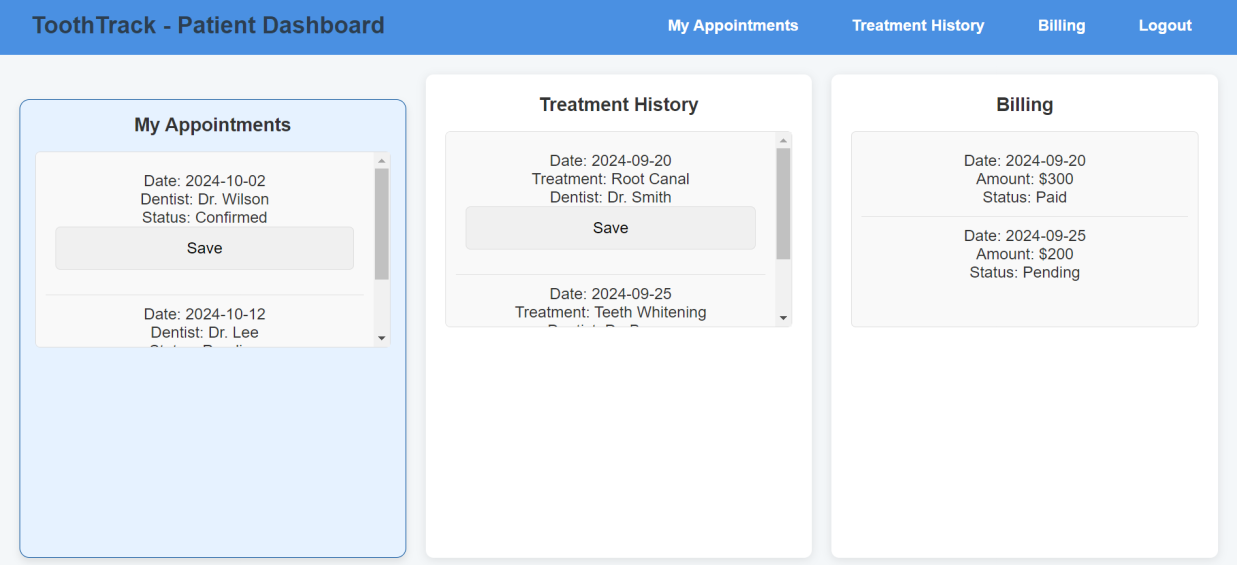 ToothTrack - Patient Dashboard
My Appointments
Treatment History
Billing
Logout
My Appointments
Date: 2024-10-02
Dentist: Dr. Wilson
Status: Confirmed
Save
Date: 2024-10-12
Dentist: Dr. Lee
Treatment History
Date: 2024-09-20
Treatment: Root Canal
Dentist: Dr. Smith
Save
Date: 2024-09-25
Treatment: Teeth Whitening
Billing
Date: 2024-09-20
Amount: $300
Status: Paid
Date: 2024-09-25
Amount: $200
Status: Pending